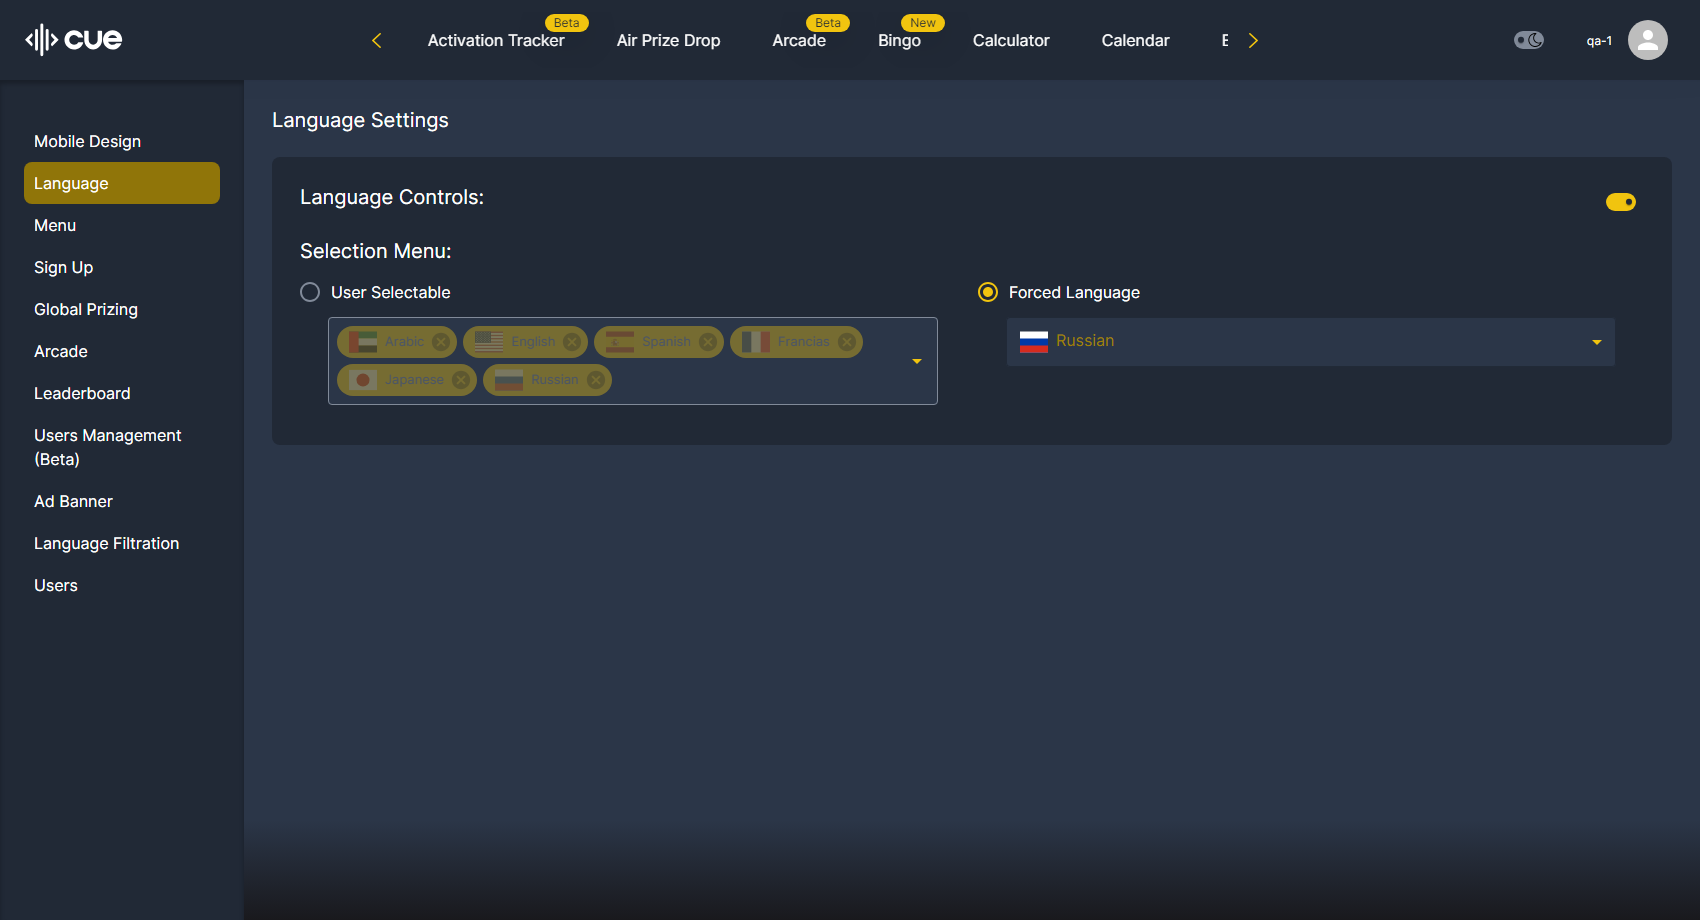 cue
Activation Tracker Beta
Air Prize Drop
Arcade Beta
Bingo New
Calculator
Calendar
qa-1
Mobile Design
Language
Menu
Sign Up
Global Prizing
Arcade
Leaderboard
Users Management
(Beta)
Ad Banner
Language Filtration
Users
Language Settings
Language Controls:
Selection Menu:
User Selectable
Arabic English Spanish Francias
Japanese Russian
Forced Language
Russian